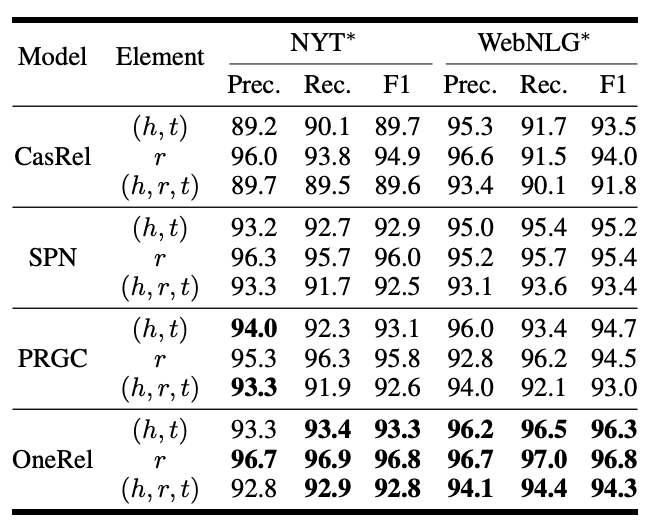 Model Element NYT* WebNLG*
Prec. Rec. F1 Prec. Rec. F1
(h, t) 89.2 90.1 89.7 95.3 91.7 93.5
CasRel r 96.0 93.8 94.9 96.6 91.5 94.0
(h, r, t) 89.7 89.5 89.6 93.4 90.1 91.8
(h, t) 93.2 92.7 92.9 95.0 95.4 95.2
SPN r 96.3 95.7 96.0 95.2 95.7 95.4
(h, r, t) 93.3 91.7 92.5 93.1 93.6 93.4
(h, t) 94.0 92.3 93.1 96.0 93.4 94.7
PRGC r 95.3 96.3 95.8 92.8 96.2 94.5
(h, r, t) 93.3 91.9 92.6 94.0 92.1 93.0
(h, t) 93.3 93.4 93.3 96.2 96.5 96.3
OneRel r 96.7 96.9 96.8 96.7 97.0 96.8
(h, r, t) 92.8 92.9 92.8 94.1 94.4 94.3